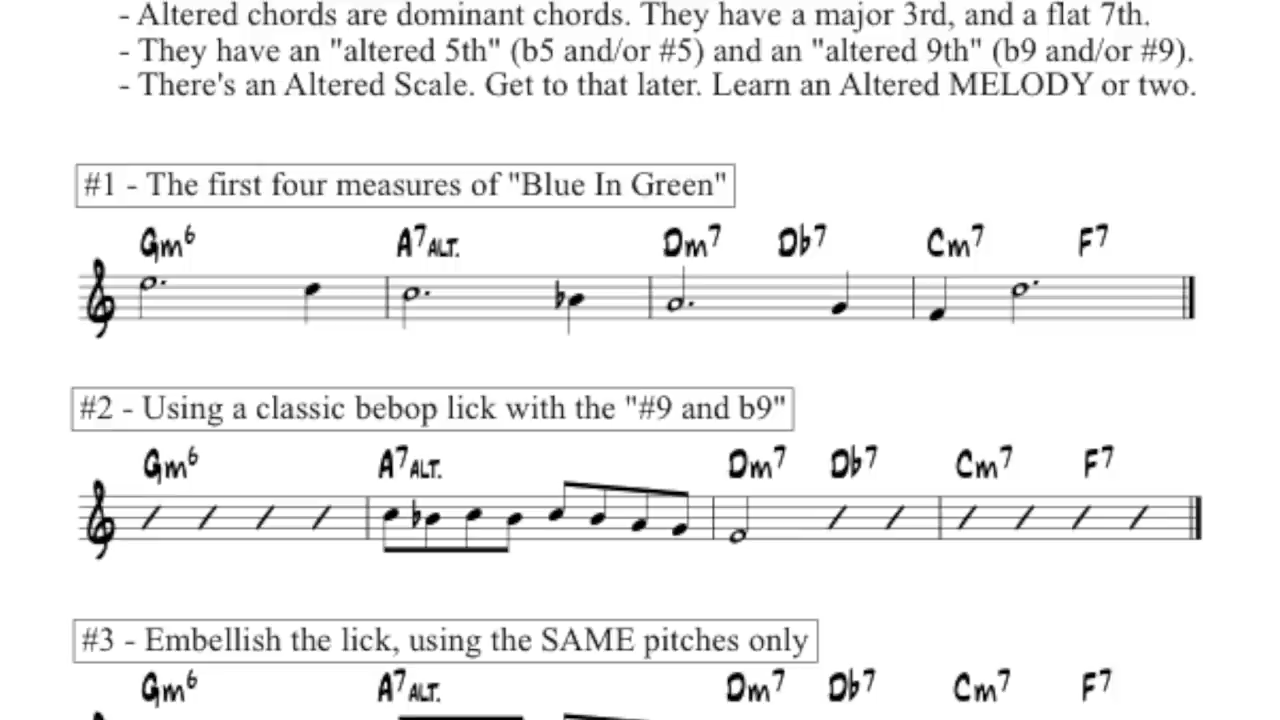 - Altered chords are dominant chords. They have a major 3rd, and a flat 7th.
- They have an "altered 5th" (b5 and/or #5) and an "altered 9th" (b9 and/or #9).
- There's an Altered Scale. Get to that later. Learn an Altered MELODY or two.
#1 - The first four measures of "Blue In Green"
Gm6 A7ALT. Dm7 Db7 Cm7 F7
#2 - Using a classic bebop lick with the "#9 and b9"
Gm6 A7ALT. Dm7 Db7 Cm7 F7
#3 - Embellish the lick, using the SAME pitches only
Gm6 A7ALT. Dm7 Db7 Cm7 F7